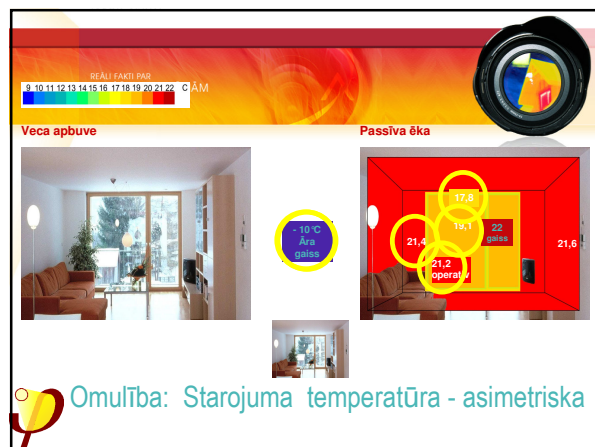 REĀLI FAKTI PAR
9 10 11 12 13 14 15 16 17 18 19 20 21 22 C ĀM
Veca apbuve
Passīva ēka
- 10 °C
Āra
gaiss
17,8
19,1
22
gaiss
21,4
21,6
21,2
operatīv
Omulība: Starojuma temperatūra - asimetriska